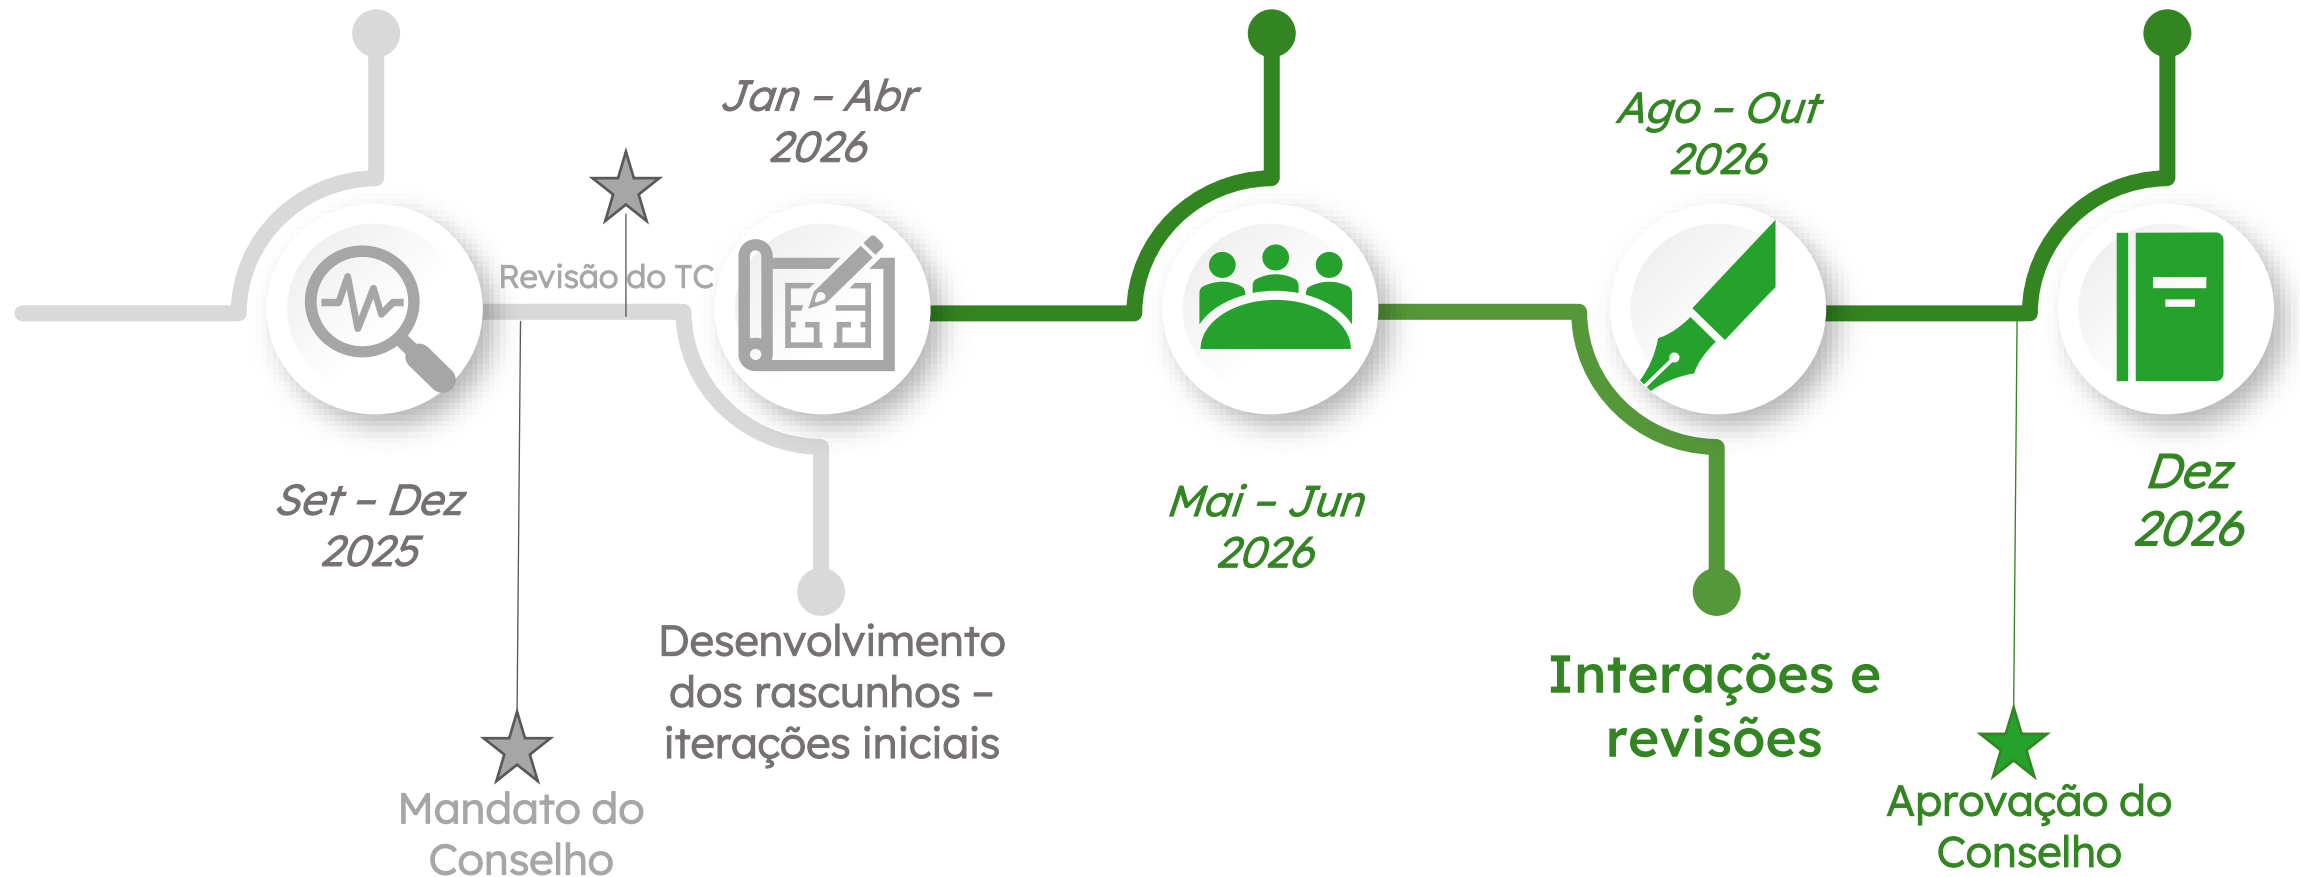 Jan – Abr
2026
Ago – Out
2026
Revisão do TC
Set – Dez
2025
Mai – Jun
2026
Dez
2026
Desenvolvimento
dos rascunhos –
iterações iniciais
Interações e
revisões
Mandato do
Conselho
Aprovação do
Conselho